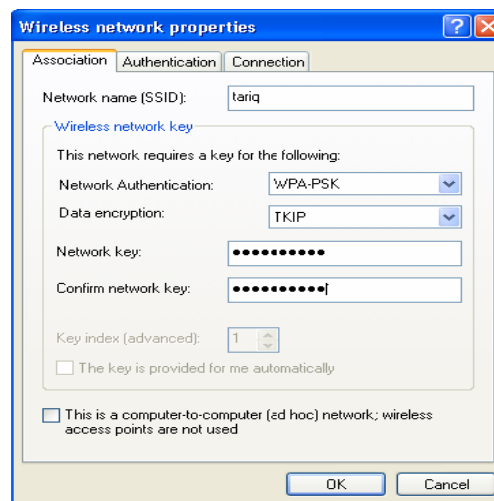 Wireless network properties
Association Authentication Connection
Network name (SSID): tariq
Wireless network key
This network requires a key for the following:
Network Authentication: WPA-PSK
Data encryption: TKIP
Network key: ••••••••••
Confirm network key: ••••••••••
Key index (advanced): 1
The key is provided for me automatically
This is a computer-to-computer (ad hoc) network; wireless
access points are not used
OK Cancel